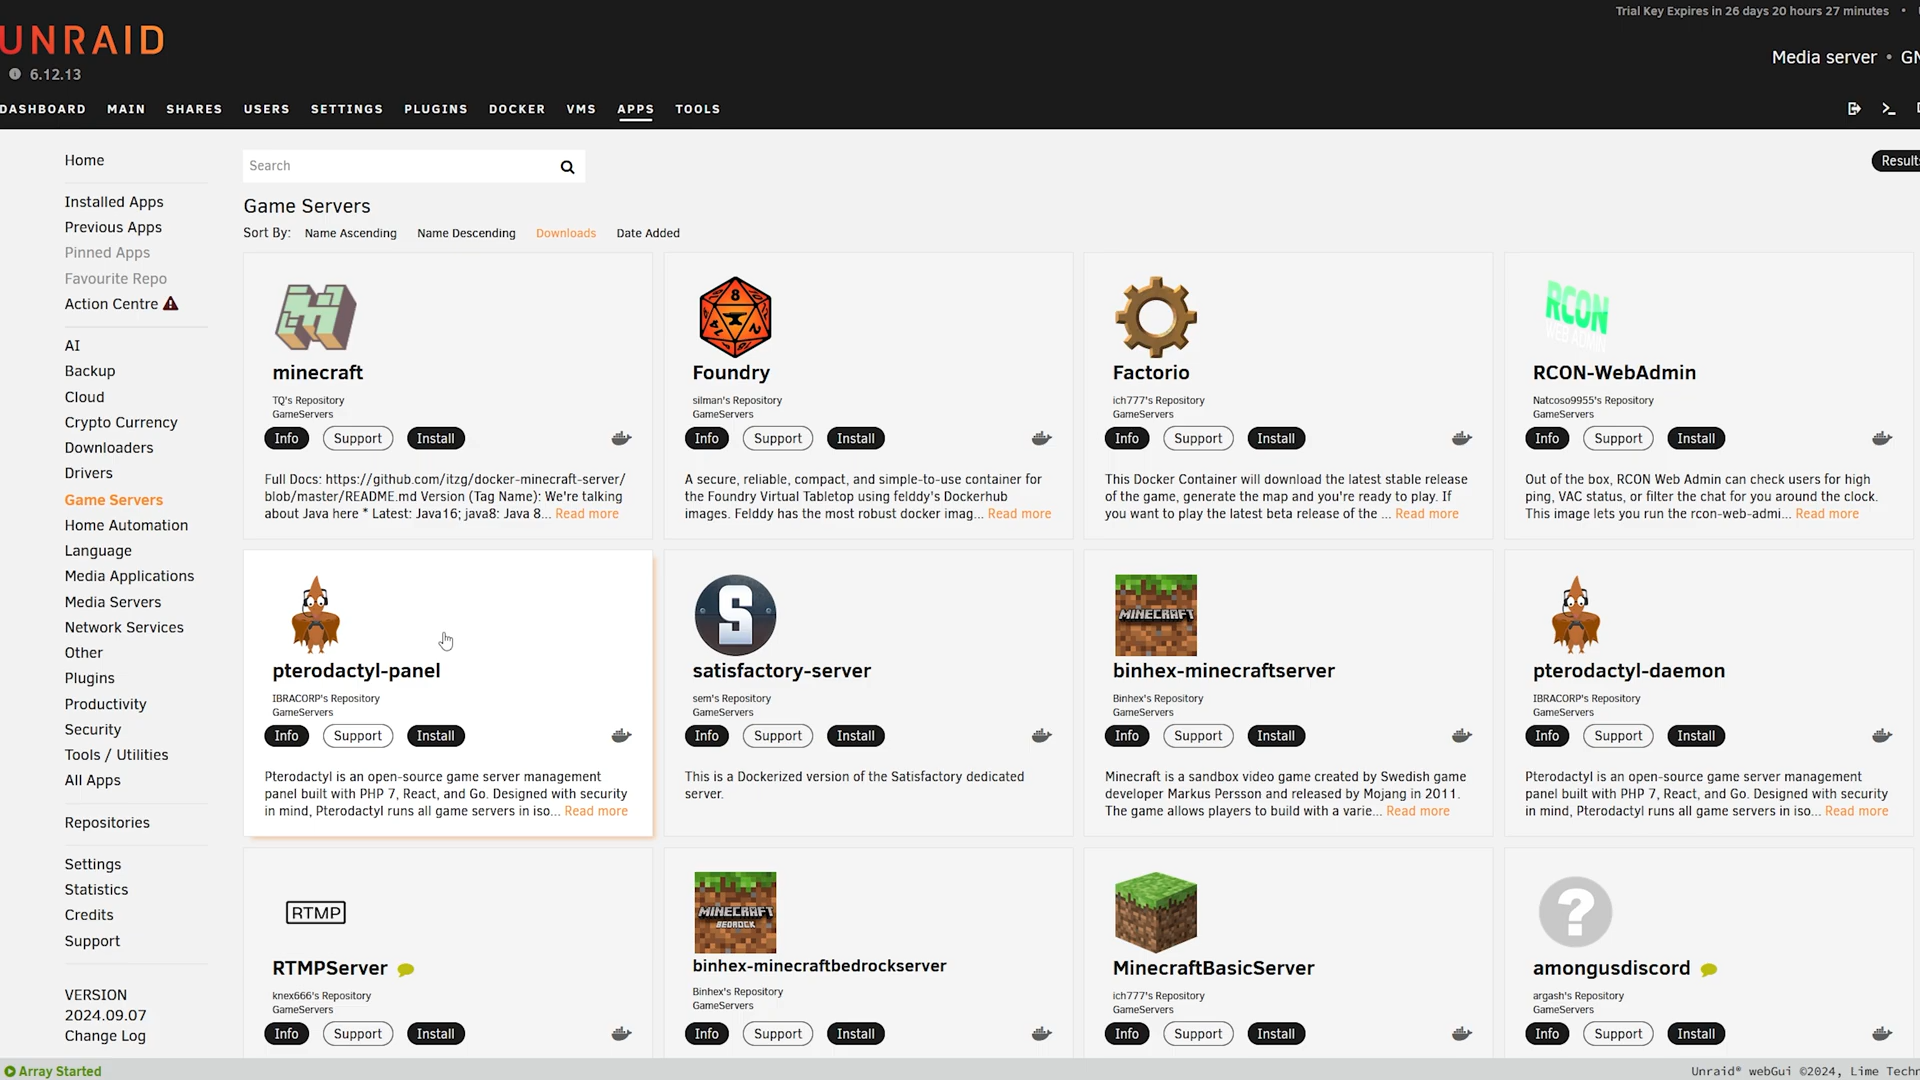 Trial Key Expires in 26 days 20 hours 27 minutes •
UNRAID
6.12.13
Media server •
DASHBOARD MAIN SHARES USERS SETTINGS PLUGINS DOCKER VMS APPS TOOLS
Home
Installed Apps
Previous Apps
Pinned Apps
Favourite Repo
Action Centre
AI
Backup
Cloud
Crypto Currency
Downloaders
Drivers
Game Servers
Home Automation
Language
Media Applications
Media Servers
Network Services
Other
Plugins
Productivity
Security
Tools / Utilities
All Apps
Repositories
Settings
Statistics
Credits
Support
VERSION
2024.09.07
Change Log
Search
Results
Game Servers
Sort By: Name Ascending Name Descending Downloads Date Added
minecraft
TQ's Repository
GameServers
Info Support Install
Full Docs: https://github.com/itzg/docker-minecraft-server/
blob/master/README.md Version (Tag Name): We're talking
about Java here * Latest: Java16; java8: Java 8... Read more
8
Foundry
silman's Repository
GameServers
Info Support Install
A secure, reliable, compact, and simple-to-use container for
the Foundry Virtual Tabletop using felddy's Dockerhub
images. Felddy has the most robust docker imag... Read more
Factorio
ich777's Repository
GameServers
Info Support Install
This Docker Container will download the latest stable release
of the game, generate the map and you're ready to play. If
you want to play the latest beta release of the ... Read more
RCON
WEB ADMIN
RCON-WebAdmin
Natcoso9955's Repository
GameServers
Info Support Install
Out of the box, RCON Web Admin can check users for high
ping, VAC status, or filter the chat for you around the clock.
This image lets you run the rcon-web-admi... Read more
pterodactyl-panel
IBRACORP's Repository
GameServers
Info Support Install
Pterodactyl is an open-source game server management
panel built with PHP 7, React, and Go. Designed with security
in mind, Pterodactyl runs all game servers in iso... Read more
S
satisfactory-server
sem's Repository
GameServers
Info Support Install
This is a Dockerized version of the Satisfactory dedicated
server.
MINECRAFT
binhex-minecraftserver
Binhex's Repository
GameServers
Info Support Install
Minecraft is a sandbox video game created by Swedish game
developer Markus Persson and released by Mojang in 2011.
The game allows players to build with a varie... Read more
pterodactyl-daemon
IBRACORP's Repository
GameServers
Info Support Install
Pterodactyl is an open-source game server management
panel built with PHP 7, React, and Go. Designed with security
in mind, Pterodactyl runs all game servers in iso... Read more
RTMP
RTMPServer
knex666's Repository
GameServers
Info Support Install
MINECRAFT
BEDROCK
binhex-minecraftbedrockserver
Binhex's Repository
GameServers
Info Support Install
MinecraftBasicServer
ich777's Repository
GameServers
Info Support Install
?
amongusdiscord
argash's Repository
GameServers
Info Support Install
Array Started
Unraid® webGui ©2024, Lime